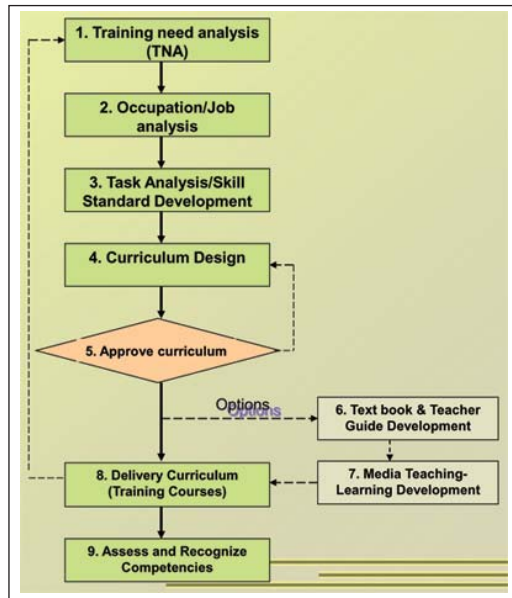 1. Training need analysis
(TNA)
2. Occupation/Job
analysis
3. Task Analysis/Skill
Standard Development
4. Curriculum Design
5. Approve curriculum
Options
Options
6. Text book & Teacher
Guide Development
7. Media Teaching-
Learning Development
8. Delivery Curriculum
(Training Courses)
9. Assess and Recognize
Competencies